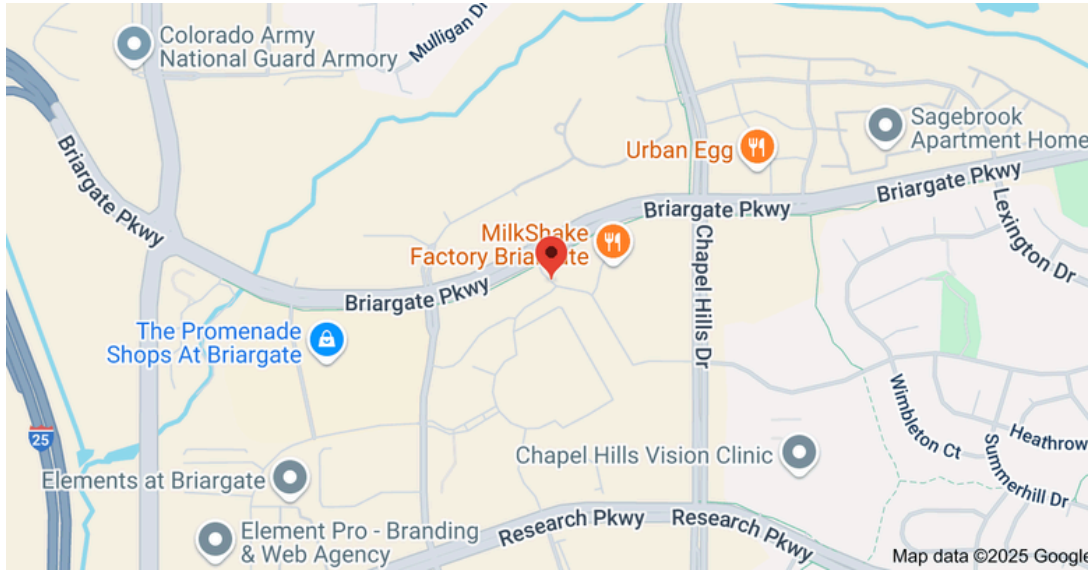 Colorado Army
National Guard Armory
Mulligan Dr
Sagebrook
Apartment Home
Urban Egg
Briargate Pkwy
Briargate Pkwy
Briargate Pkwy
Lexington Dr
MilkShake
Factory Briargate
Chapel Hills Dr
Briargate Pkwy
The Promenade
Shops At Briargate
25
Wimbleton Ct
Heathrow
Summerhill Dr
Chapel Hills Vision Clinic
Elements at Briargate
Element Pro - Branding
& Web Agency
Research Pkwy
Research Pkwy
Map data ©2025 Google